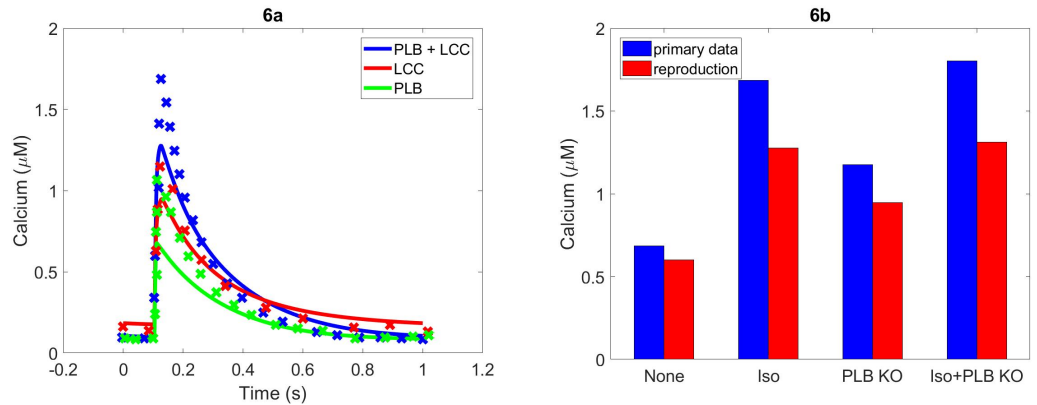 6a
2
1.5
1
0.5
0
Calcium (μM)
-0.2 0 0.2 0.4 0.6 0.8 1 1.2
Time (s)
PLB + LCC
LCC
PLB
6b
2
1.5
1
0.5
0
Calcium (μM)
None Iso PLB KO Iso+PLB KO
primary data
reproduction